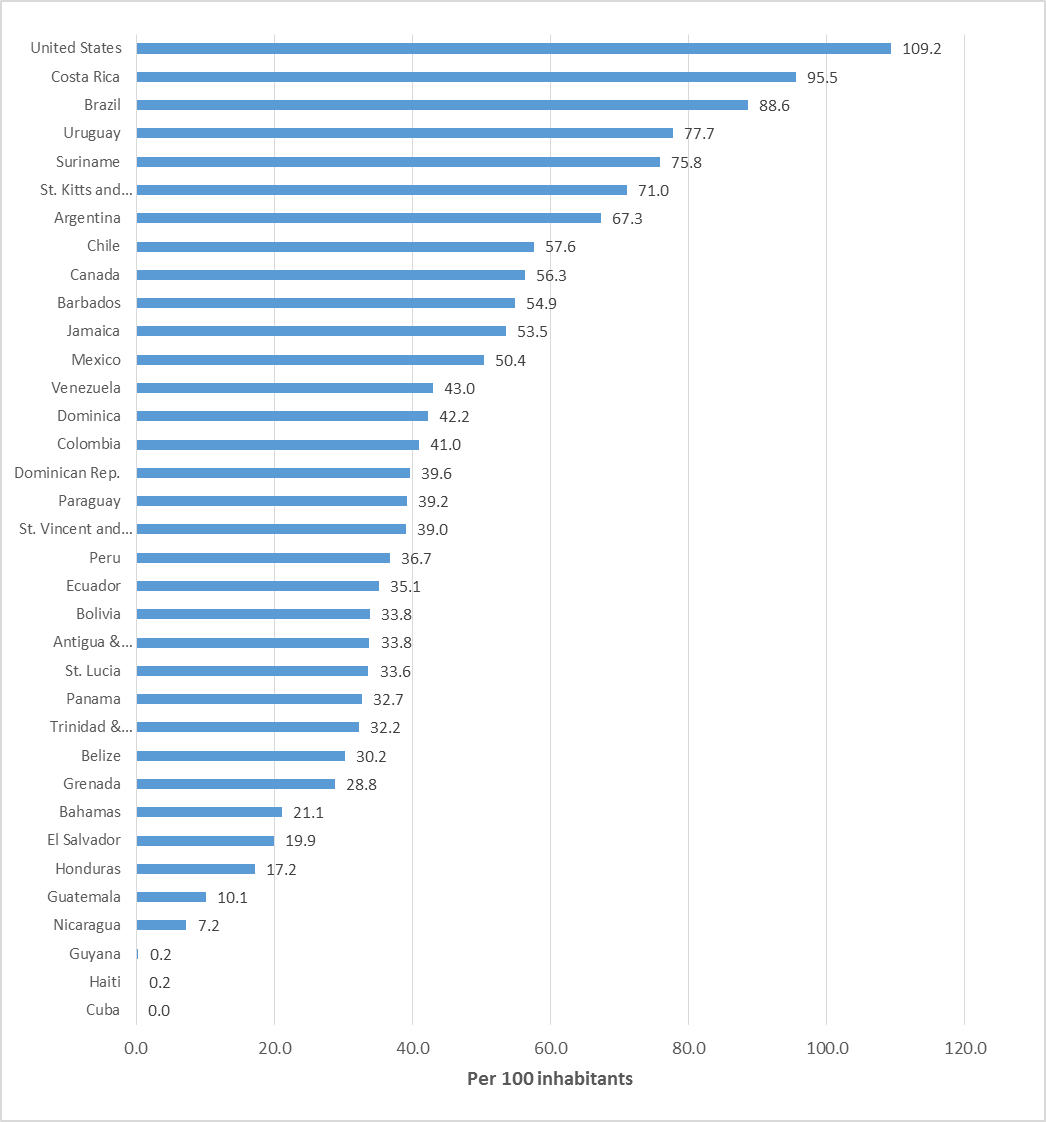 United States 109.2
Costa Rica 95.5
Brazil 88.6
Uruguay 77.7
Suriname 75.8
St. Kitts and... 71.0
Argentina 67.3
Chile 57.6
Canada 56.3
Barbados 54.9
Jamaica 53.5
Mexico 50.4
Venezuela 43.0
Dominica 42.2
Colombia 41.0
Dominican Rep. 39.6
Paraguay 39.2
St. Vincent and... 39.0
Peru 36.7
Ecuador 35.1
Bolivia 33.8
Antigua &... 33.8
St. Lucia 33.6
Panama 32.7
Trinidad &... 32.2
Belize 30.2
Grenada 28.8
Bahamas 21.1
El Salvador 19.9
Honduras 17.2
Guatemala 10.1
Nicaragua 7.2
Guyana 0.2
Haiti 0.2
Cuba 0.0
0.0 20.0 40.0 60.0 80.0 100.0 120.0
Per 100 inhabitants